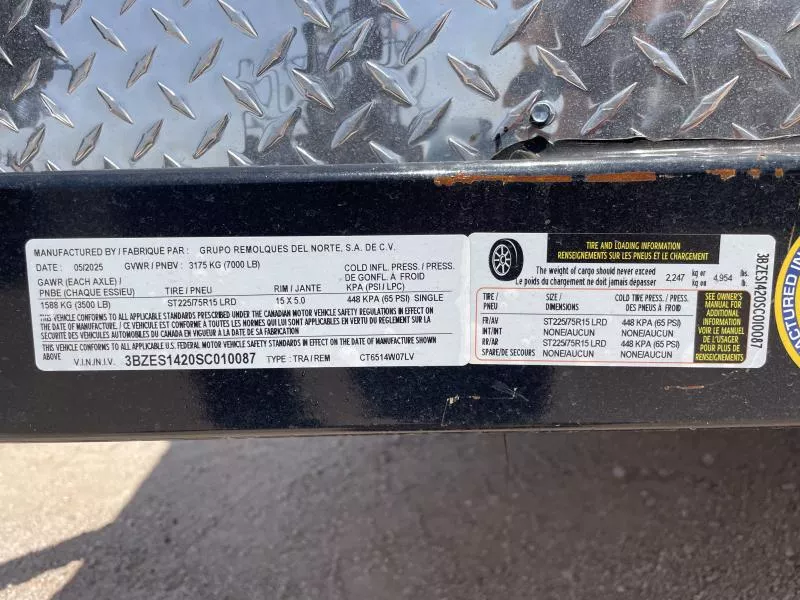 MANUFACTURED BY / FABRIQUE PAR : GRUPO REMOLQUES DEL NORTE, S.A. DE C.V.
DATE : 05/2025 GVWR / PNBV : 3175 KG (7000 LB) COLD INFL. PRESS. / PRESS.
GAWR (EACH AXLE) / DE GONFL. A FROID
PNBE (CHAQUE ESSIEU) TIRE / PNEU RIM / JANTE KPA (PSI / LPC)
1588 KG (3500 LB) ST225/75R15 LRD 15 X 5.0 448 KPA (65 PSI) SINGLE
THIS VEHICLE CONFORMS TO ALL APPLICABLE STANDARDS PRESCRIBED UNDER THE CANADIAN MOTOR VEHICLE SAFETY REGULATIONS IN EFFECT
ON THE DATE OF MANUFACTURE / CE VEHICULE EST CONFORME A TOUTES LES NORMES QUI LUI SONT APPLICABLES EN VERTU DU REGLEMENT SUR LA
SECURITE DES VEHICULES AUTOMOBILES DU CANADA EN VIGUEUR A LA DATE DE SA FABRICATION
THIS VEHICLE CONFORMS TO ALL APPLICABLE U.S. FEDERAL MOTOR VEHICLE SAFETY STANDARDS IN EFFECT ON THE DATE OF MANUFACTURE SHOWN
ABOVE
V.I.N./N.I.V. 3BZES1420SC010087 TYPE : TRA / REM CT6514W07LV
TIRE AND LOADING INFORMATION
RENSEIGNEMENTS SUR LES PNEUS ET LE CHARGEMENT
The weight of cargo should never exceed
Le poids du chargement ne doit jamais dépasser
2,247 kg or 4,954 lbs.
kg ou lb.
TIRE / SIZE / COLD TIRE PRESS. / PRESS.
PNEU DIMENSIONS DES PNEUS À FROID
FR/AV ST225/75R15 LRD 448 KPA (65 PSI)
INT/INT NONE/AUCUN NONE/AUCUN
RR/AR ST225/75R15 LRD 448 KPA (65 PSI)
SPARE/DE SECOURS NONE/AUCUN NONE/AUCUN
SEE OWNER'S
MANUAL FOR
ADDITIONAL
INFORMATION
VOIR LE MANUEL
DE L'USAGER
POUR PLUS DE
RENSEIGNEMENTS
3BZES1420SC010087